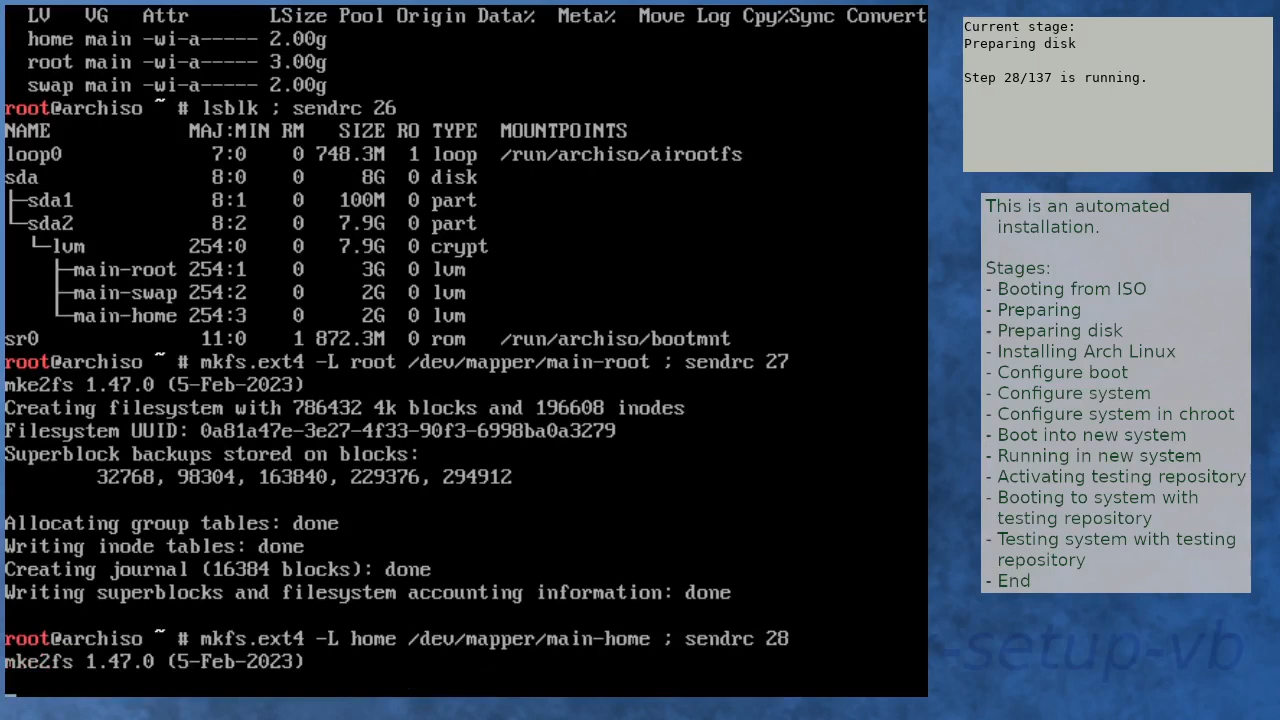 LV   VG   Attr       LSize Pool Origin Data%  Meta%  Move Log Cpy%Sync Convert
  home main -wi-a----- 2.00g
  root main -wi-a----- 3.00g
  swap main -wi-a----- 2.00g
root@archiso ~ # lsblk ; sendrc 26
NAME            MAJ:MIN RM   SIZE RO TYPE  MOUNTPOINTS
loop0             7:0    0 748.3M  1 loop  /run/archiso/airootfs
sda               8:0    0     8G  0 disk
├─sda1            8:1    0   100M  0 part
└─sda2            8:2    0   7.9G  0 part
  └─lvm         254:0    0   7.9G  0 crypt
    ├─main-root 254:1    0     3G  0 lvm
    ├─main-swap 254:2    0     2G  0 lvm
    └─main-home 254:3    0     2G  0 lvm
sr0              11:0    1 872.3M  0 rom   /run/archiso/bootmnt
root@archiso ~ # mkfs.ext4 -L root /dev/mapper/main-root ; sendrc 27
mke2fs 1.47.0 (5-Feb-2023)
Creating filesystem with 786432 4k blocks and 196608 inodes
Filesystem UUID: 0a81a47e-3e27-4f33-90f3-6998ba0a3279
Superblock backups stored on blocks:
        32768, 98304, 163840, 229376, 294912
Allocating group tables: done
Writing inode tables: done
Creating journal (16384 blocks): done
Writing superblocks and filesystem accounting information: done
root@archiso ~ # mkfs.ext4 -L home /dev/mapper/main-home ; sendrc 28
mke2fs 1.47.0 (5-Feb-2023)
Current stage:
Preparing disk
Step 28/137 is running.
This is an automated
installation.
Stages:
- Booting from ISO
- Preparing
- Preparing disk
- Installing Arch Linux
- Configure boot
- Configure system
- Configure system in chroot
- Boot into new system
- Running in new system
- Activating testing repository
- Booting to system with
testing repository
- Testing system with testing
repository
- End
-setup-vb